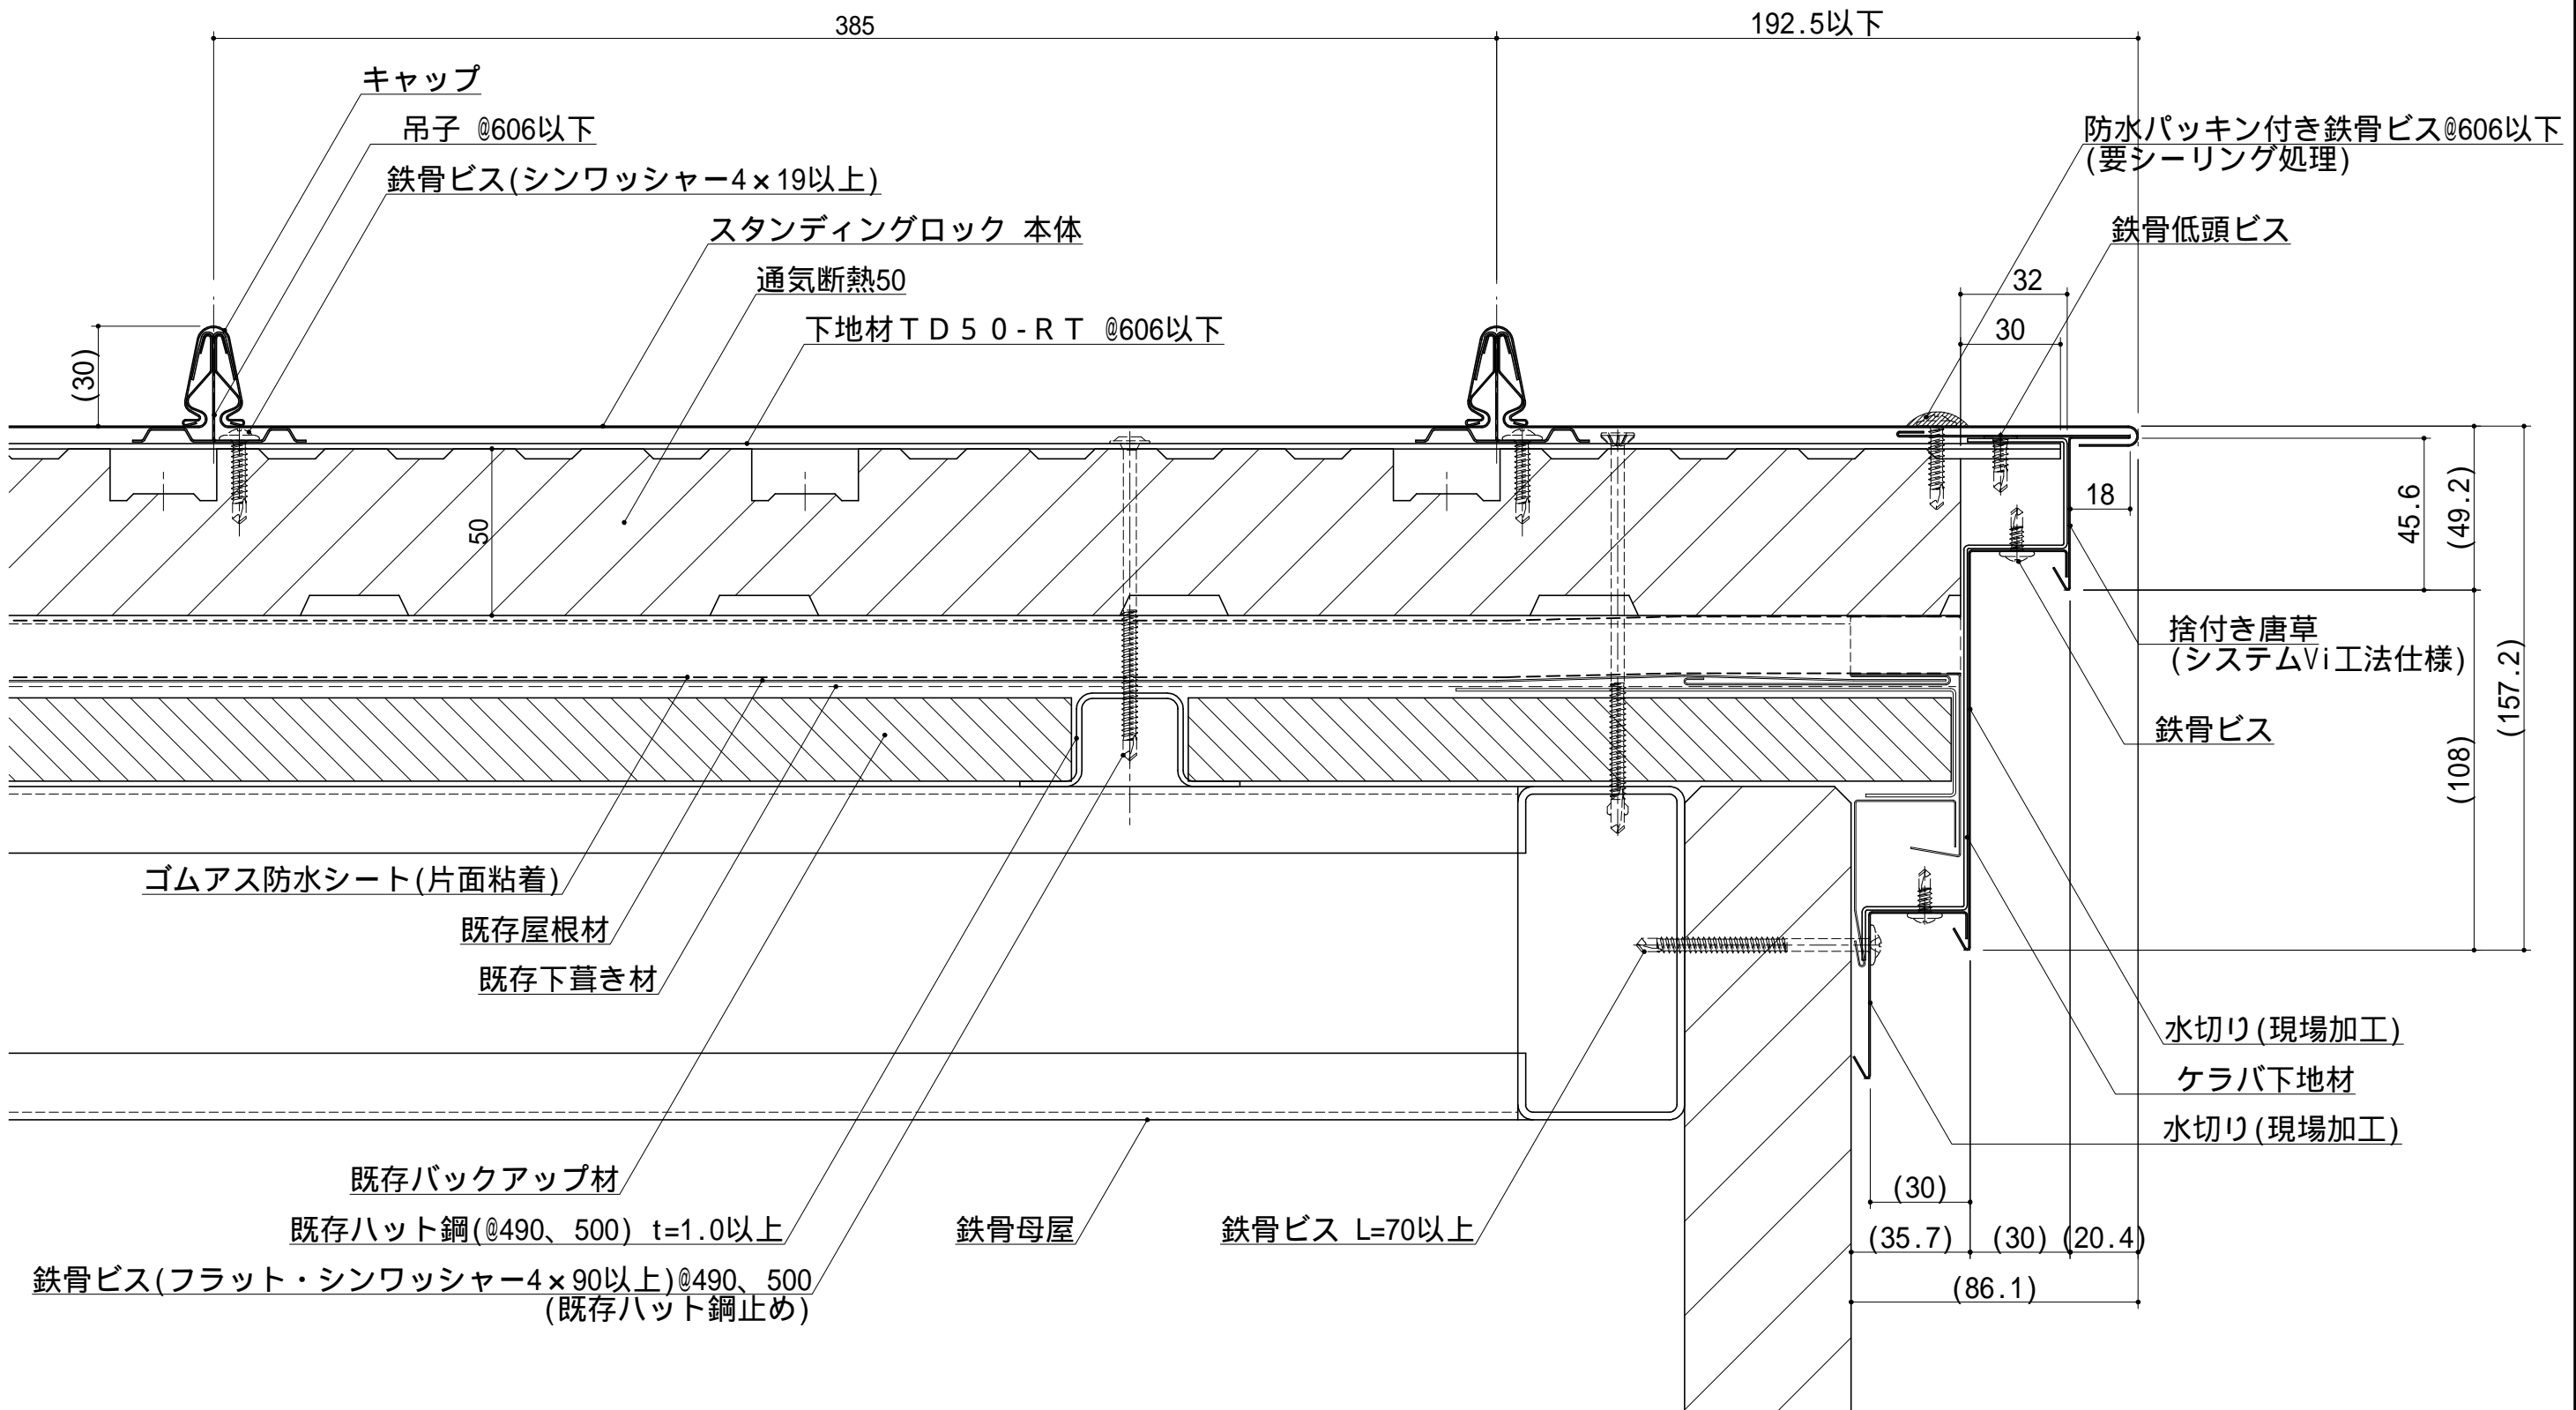 385
192.5以下
キャップ
吊子 @606以下
鉄骨ビス(シンワッシャー4×19以上)
スタンディングロック 本体
通気断熱50
下地材TD50-RT @606以下
防水パッキン付き鉄骨ビス@606以下
(要シーリング処理)
鉄骨低頭ビス
32
30
(30)
50
18
45.6
(49.2)
(157.2)
(108)
捨付き唐草
(システムVi工法仕様)
鉄骨ビス
ゴムアス防水シート(片面粘着)
既存屋根材
既存下葺き材
水切り(現場加工)
ケラバ下地材
水切り(現場加工)
既存バックアップ材
既存ハット鋼(@490、500) t=1.0以上
鉄骨ビス(フラット・シンワッシャー4×90以上)@490、500
(既存ハット鋼止め)
鉄骨母屋
鉄骨ビス L=70以上
(30)
(35.7)
(30)
(20.4)
(86.1)